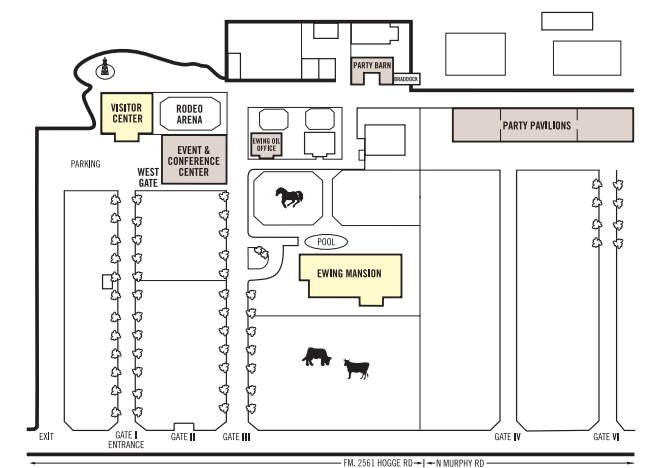 PARTY BARN
BRADDOCK
VISITOR
CENTER
RODEO
ARENA
PARTY PAVILIONS
EWING OIL
OFFICE
EVENT &
CONFERENCE
CENTER
PARKING
WEST
GATE
POOL
EWING MANSION
EXIT
GATE I
ENTRANCE
GATE II
GATE III
GATE IV
GATE VI
FM. 2561 HOGGE RD
N MURPHY RD